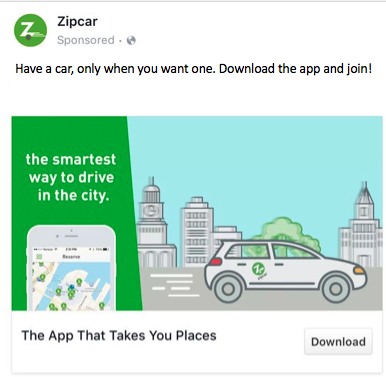 Zipcar
Sponsored ·
Have a car, only when you want one. Download the app and join!
the smartest
way to drive
in the city.
Reserve
The App That Takes You Places
Download